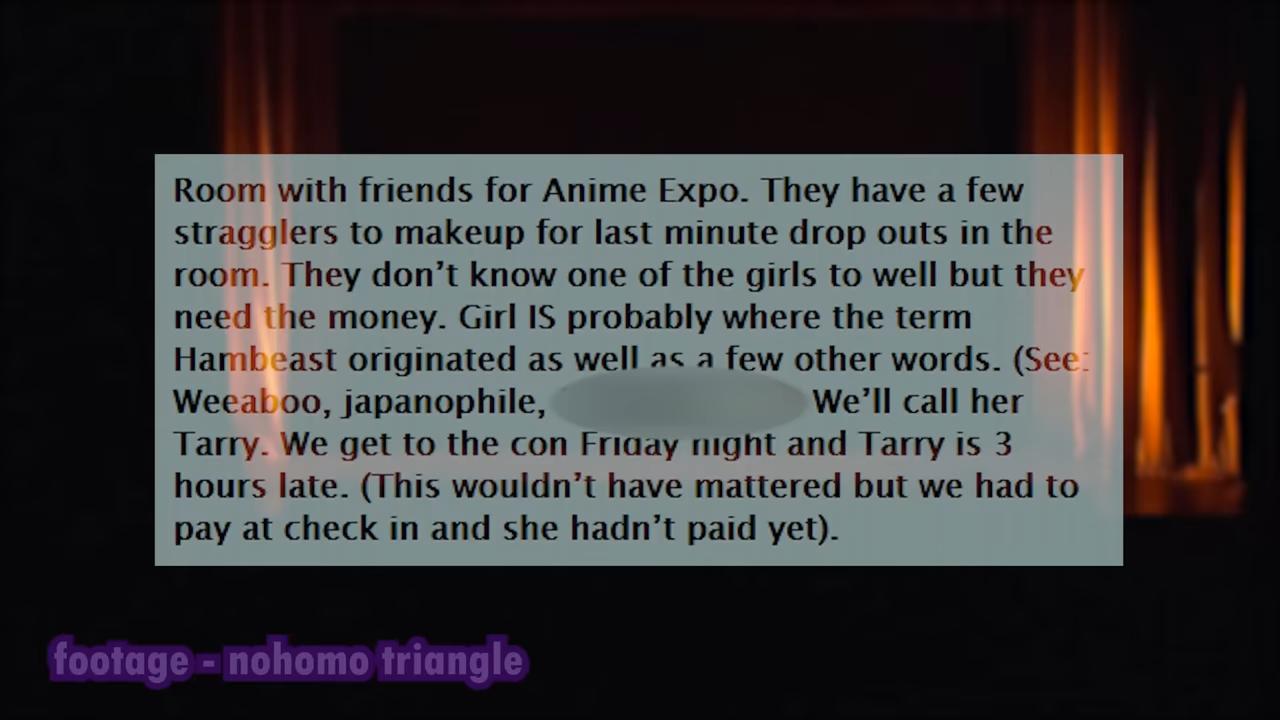 Room with friends for Anime Expo. They have a few
stragglers to makeup for last minute drop outs in the
room. They don't know one of the girls to well but they
need the money. Girl IS probably where the term
Hambeast originated as well as a few other words. (See:
Weeaboo, japanophile, We'll call her
Tarry. We get to the con Friday night and Tarry is 3
hours late. (This wouldn't have mattered but we had to
pay at check in and she hadn't paid yet).
footage - nohomo triangle